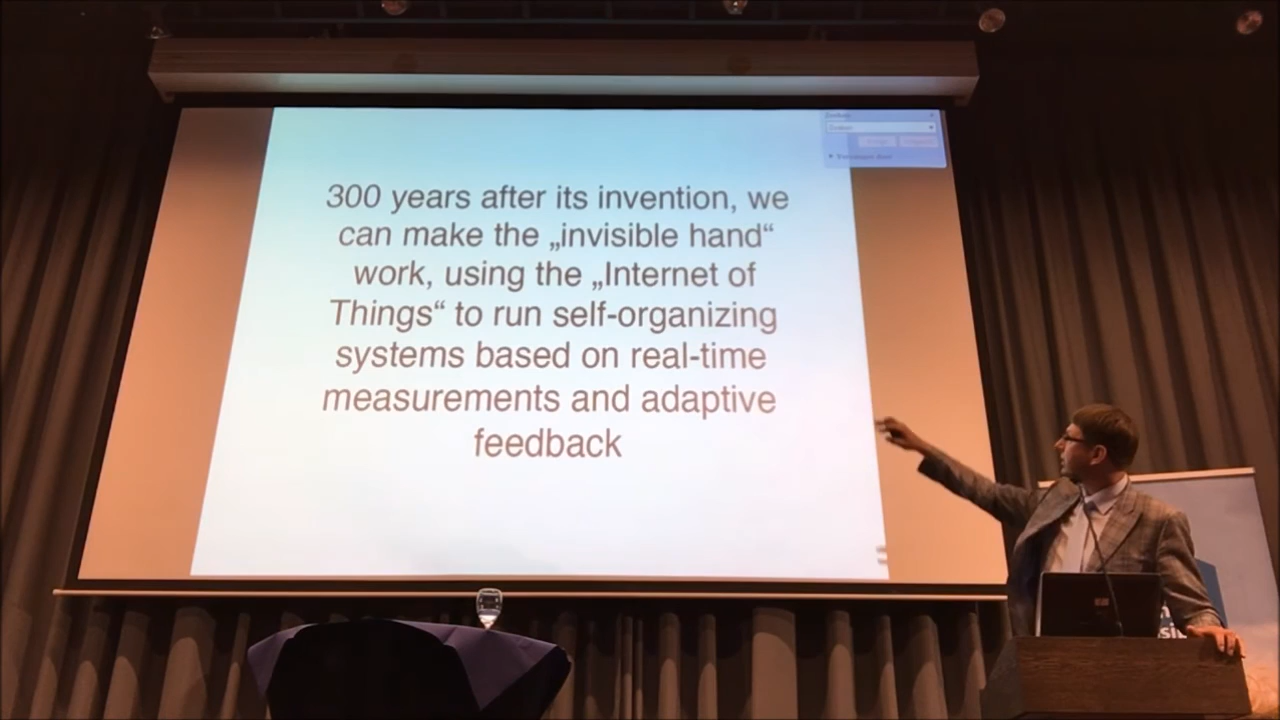 300 years after its invention, we
can make the „invisible hand“
work, using the „Internet of
Things“ to run self-organizing
systems based on real-time
measurements and adaptive
feedback